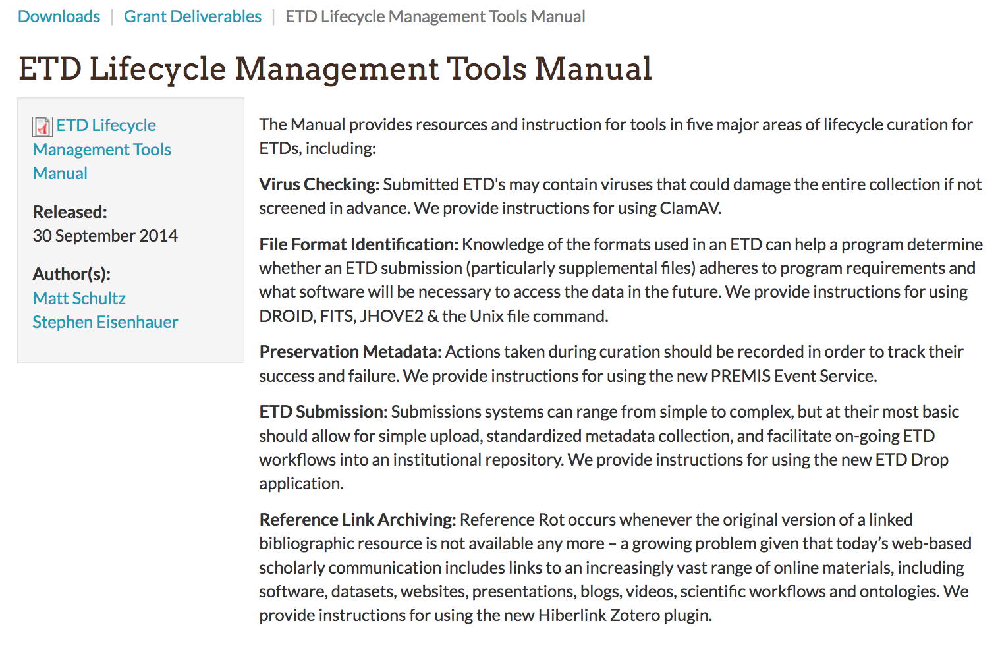 Downloads | Grant Deliverables | ETD Lifecycle Management Tools Manual
ETD Lifecycle Management Tools Manual
ETD Lifecycle
Management Tools
Manual
Released:
30 September 2014
Author(s):
Matt Schultz
Stephen Eisenhauer
The Manual provides resources and instruction for tools in five major areas of lifecycle curation for
ETDs, including:
Virus Checking: Submitted ETD's may contain viruses that could damage the entire collection if not
screened in advance. We provide instructions for using ClamAV.
File Format Identification: Knowledge of the formats used in an ETD can help a program determine
whether an ETD submission (particularly supplemental files) adheres to program requirements and
what software will be necessary to access the data in the future. We provide instructions for using
DROID, FITS, JHOVE2 & the Unix file command.
Preservation Metadata: Actions taken during curation should be recorded in order to track their
success and failure. We provide instructions for using the new PREMIS Event Service.
ETD Submission: Submissions systems can range from simple to complex, but at their most basic
should allow for simple upload, standardized metadata collection, and facilitate on-going ETD
workflows into an institutional repository. We provide instructions for using the new ETD Drop
application.
Reference Link Archiving: Reference Rot occurs whenever the original version of a linked
bibliographic resource is not available any more – a growing problem given that today’s web-based
scholarly communication includes links to an increasingly vast range of online materials, including
software, datasets, websites, presentations, blogs, videos, scientific workflows and ontologies. We
provide instructions for using the new Hiberlink Zotero plugin.